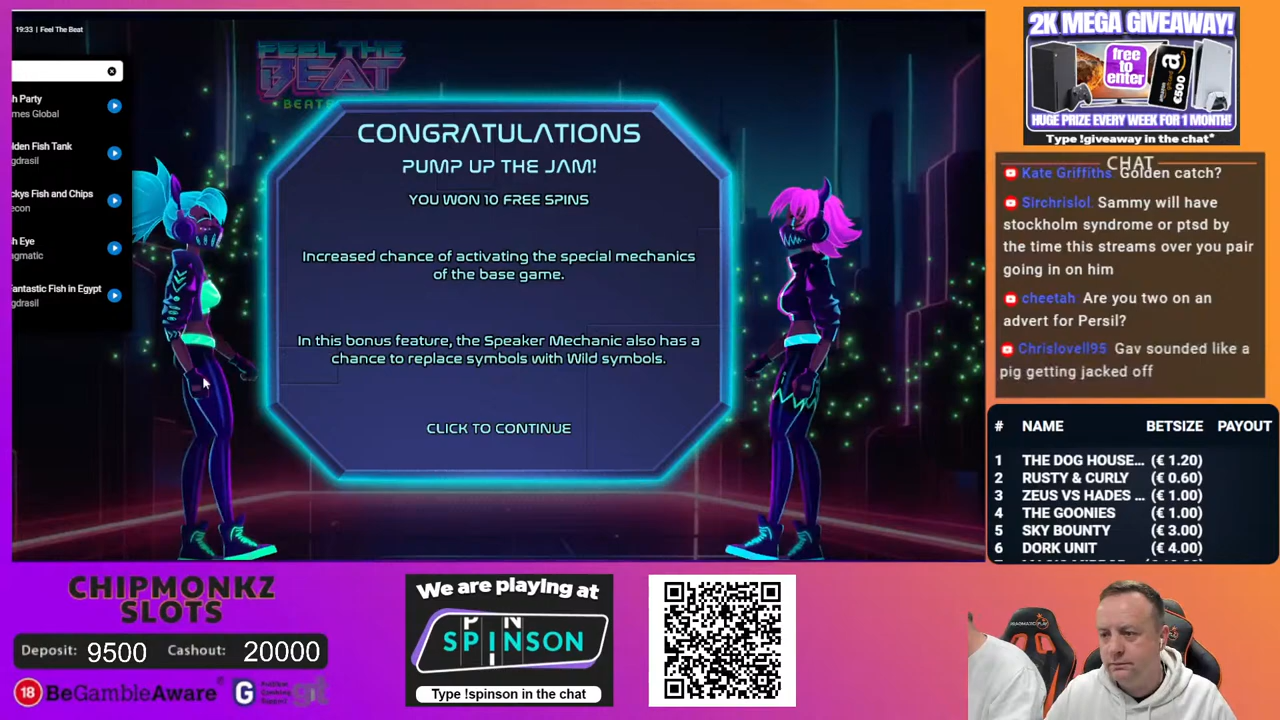 19:33 | Feel The Beat
h Party
mes Global
lden Fish Tank
gdrasil
ckys Fish and Chips
econ
h Eye
agmatic
antastic Fish in Egypt
gdrasil
FEEL THE
BEAT
BEATS
CONGRATULATIONS
PUMP UP THE JAM!
YOU WON 10 FREE SPINS
Increased chance of activating the special mechanics
of the base game.
In this bonus feature, the Speaker Mechanic also has a
chance to replace symbols with Wild symbols.
CLICK TO CONTINUE
2K MEGA GIVEAWAY!
free
to
enter
a
€500
HUGE PRIZE EVERY WEEK FOR 1 MONTH!
Type !giveaway in the chat*
CHAT
Kate Griffiths Golden catch?
Sirchrislol Sammy will have
stockholm syndrome or ptsd by
the time this streams over you pair
going in on him
cheetah Are you two on an
advert for Persil?
Chrislovell95 Gav sounded like a
pig getting jacked off
# NAME BETSIZE PAYOUT
1 THE DOG HOUSE... (€ 1.20)
2 RUSTY & CURLY (€ 0.60)
3 ZEUS VS HADES ... (€ 1.00)
4 THE GOONIES (€ 1.00)
5 SKY BOUNTY (€ 3.00)
6 DORK UNIT (€ 4.00)
CHIPMONKZ
SLOTS
Deposit: 9500 Cashout: 20000
18 BeGambleAware
We are playing at
SPINSON
Type !spinson in the chat